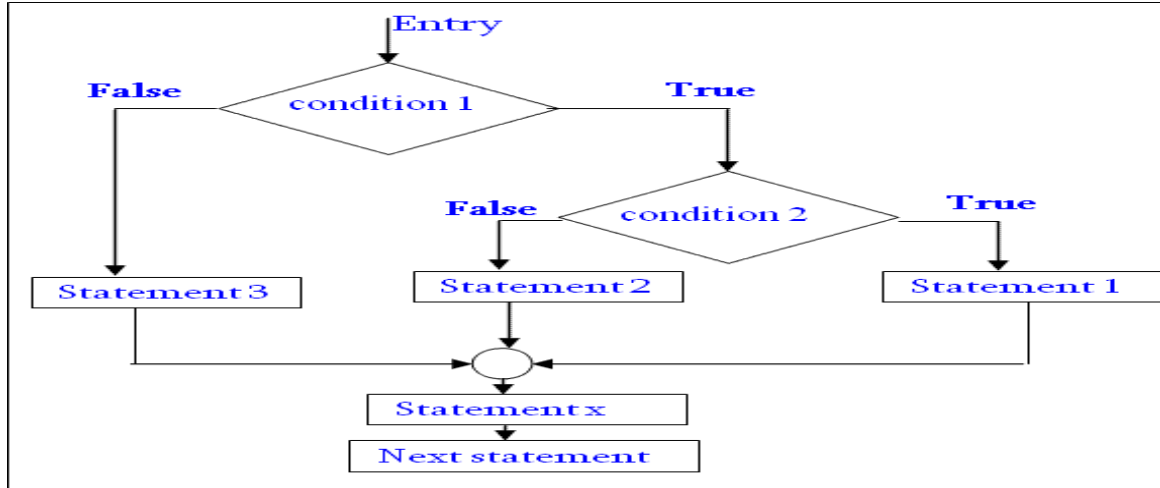 Entry
False
condition 1
True
False
condition 2
True
Statement 3
Statement 2
Statement 1
Statement x
Next statement